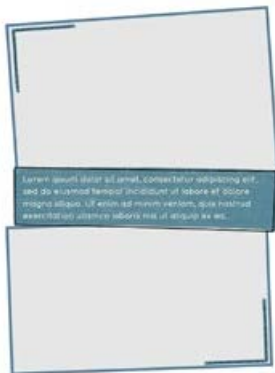 Lorem ipsum dolor sit amet, consectetur adipiscing elit,
sed do eiusmod tempor incididunt ut labore et dolore
magna aliqua. Ut enim ad minim veniam, quis nostrud
exercitation ullamco laboris nisi ut aliquip ex ea.